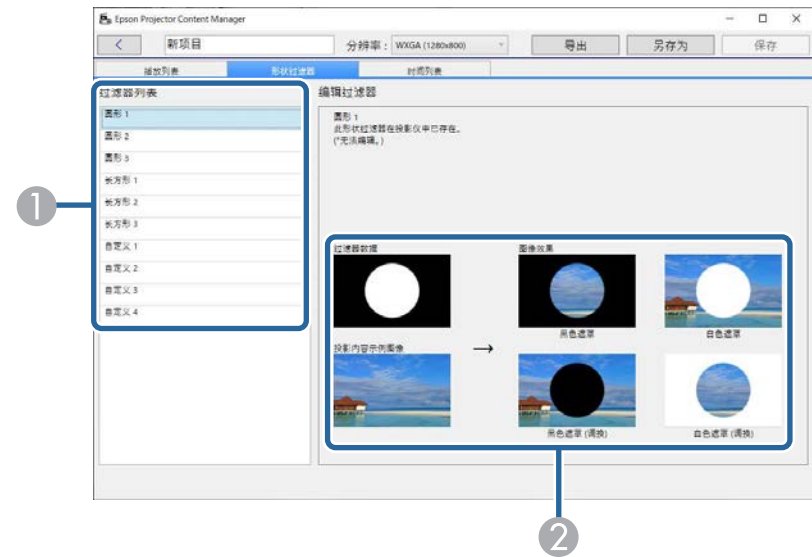 Epson Projector Content Manager
新项目
分辨率：
WXGA (1280x800)
导出
另存为
保存
播放列表
形状过滤器
时间列表
过滤器列表
编辑过滤器
圆形 1
圆形 2
圆形 3
长方形 1
长方形 2
长方形 3
自定义 1
自定义 2
自定义 3
自定义 4
圆形 1
此形状过滤器在投影仪中已存在。
(*无法编辑。)
过滤器数据
图像效果
黑色遮罩
白色遮罩
投影内容示例图像
→
黑色遮罩 (调换)
白色遮罩 (调换)
1
2